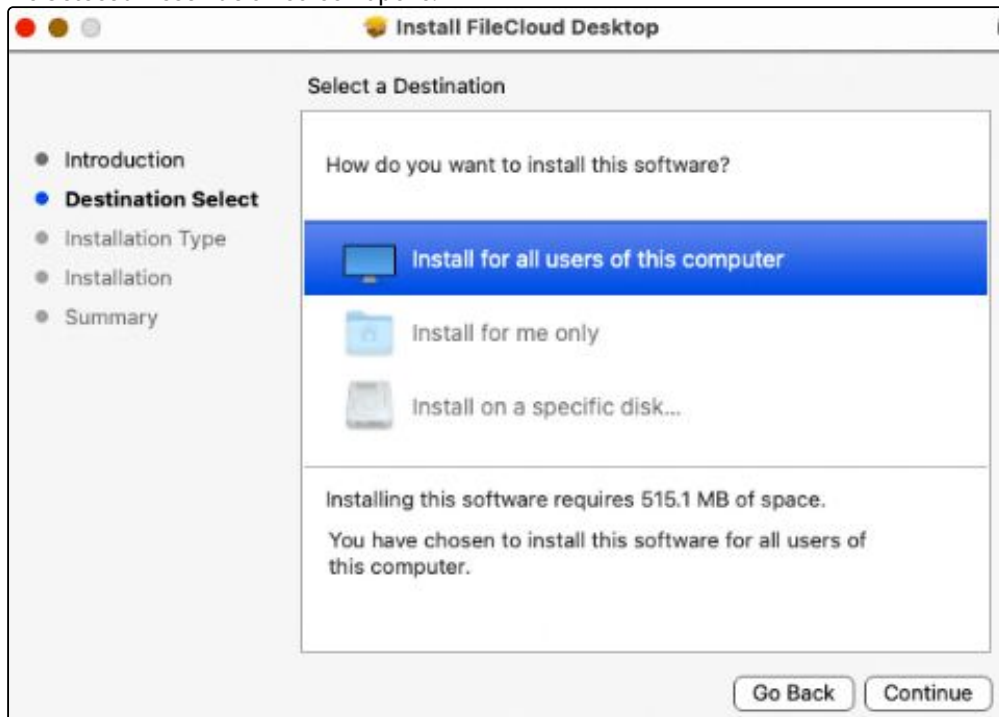 Install FileCloud Desktop
Select a Destination
Introduction
Destination Select
Installation Type
Installation
Summary
How do you want to install this software?
Install for all users of this computer
Install for me only
Install on a specific disk...
Installing this software requires 515.1 MB of space.
You have chosen to install this software for all users of
this computer.
Go Back
Continue